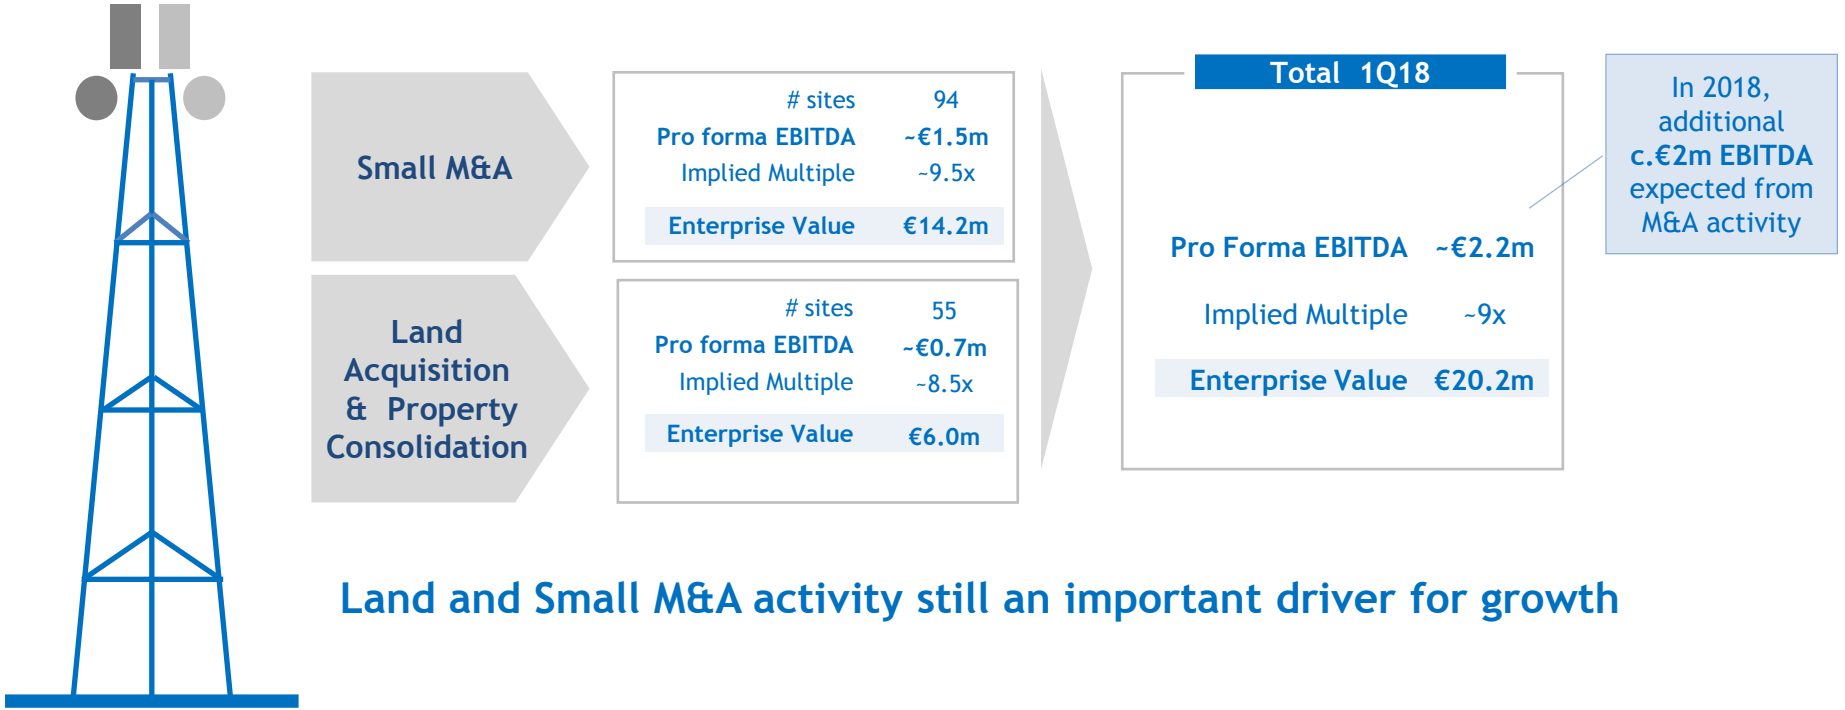 Small M&A
# sites 94
Pro forma EBITDA ~€1.5m
Implied Multiple ~9.5x
Enterprise Value €14.2m
Land
Acquisition
& Property
Consolidation
# sites 55
Pro forma EBITDA ~€0.7m
Implied Multiple ~8.5x
Enterprise Value €6.0m
Total 1Q18
Pro Forma EBITDA ~€2.2m
Implied Multiple ~9x
Enterprise Value €20.2m
In 2018,
additional
c.€2m EBITDA
expected from
M&A activity
Land and Small M&A activity still an important driver for growth